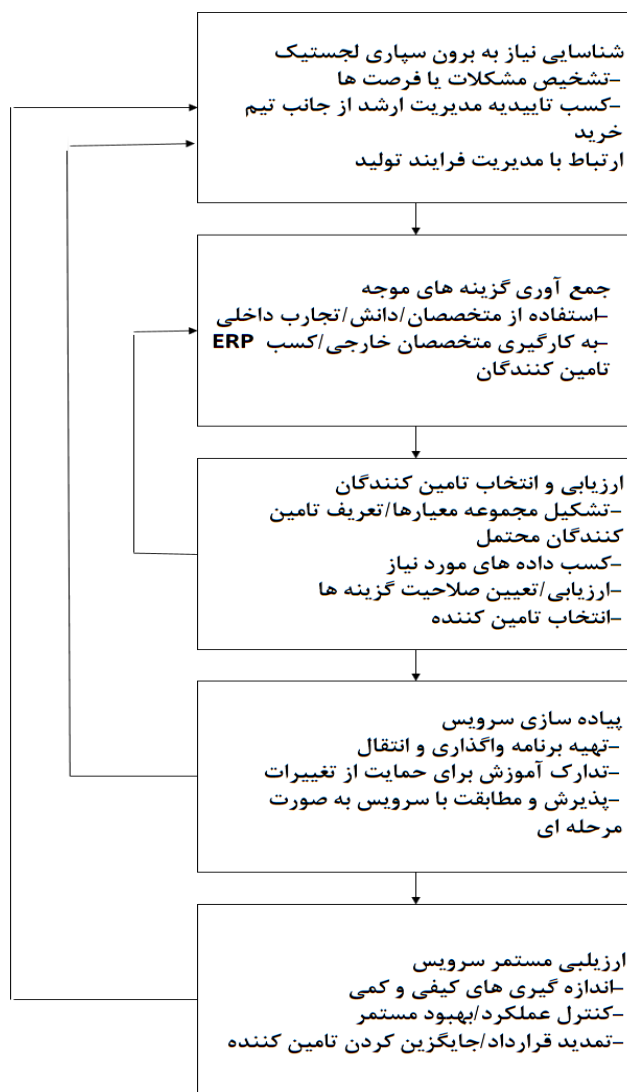 شناسایی نیاز به برون سپاری لجستیک
–تشخیص مشکلات یا فرصت ها
–کسب تاییدیه مدیریت ارشد از جانب تیم
خرید
ارتباط با مدیریت فرایند تولید
جمع آوری گزینه های موجه
–استفاده از متخصصان/دانش/تجارب داخلی
–به کارگیری متخصصان خارجی/کسب ERP
تامین کنندگان
ارزیابی و انتخاب تامین کنندگان
–تشکیل مجموعه معیارها/تعریف تامین
کنندگان محتمل
–کسب داده های مورد نیاز
–ارزیابی/تعیین صلاحیت گزینه ها
–انتخاب تامین کننده
پیاده سازی سرویس
–تهیه برنامه واگذاری و انتقال
–تدارک آموزش برای حمایت از تغییرات
–پذیرش و مطابقت با سرویس به صورت
مرحله ای
ارزیلبی مستمر سرویس
–اندازه گیری های کیفی و کمی
–کنترل عملکرد/بهبود مستمر
–تمدید قرارداد/جایگزین کردن تامین کننده